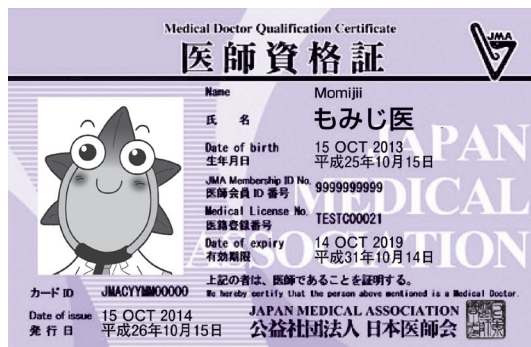 Medical Doctor Qualification Certificate
医師資格証
JMA
Name
Momijii
氏 名
もみじ医
Date of birth
15 OCT 2013
生年月日
平成25年10月15日
JMA Membership ID No.
医師会員 ID 番号
9999999999
Medical License No.
医籍登録番号
TESTC00021
Date of expiry
14 OCT 2019
有効期限
平成31年10月14日
JAPAN
MEDICAL
ASSOCIATION
上記の者は、医師であることを証明する。
We hereby certify that the person above mentioned is a Medical Doctor.
カード ID JMACYYMM00000
Date of issue 15 OCT 2014
発 行 日 平成26年10月15日
JAPAN MEDICAL ASSOCIATION
公益社団法人 日本医師会